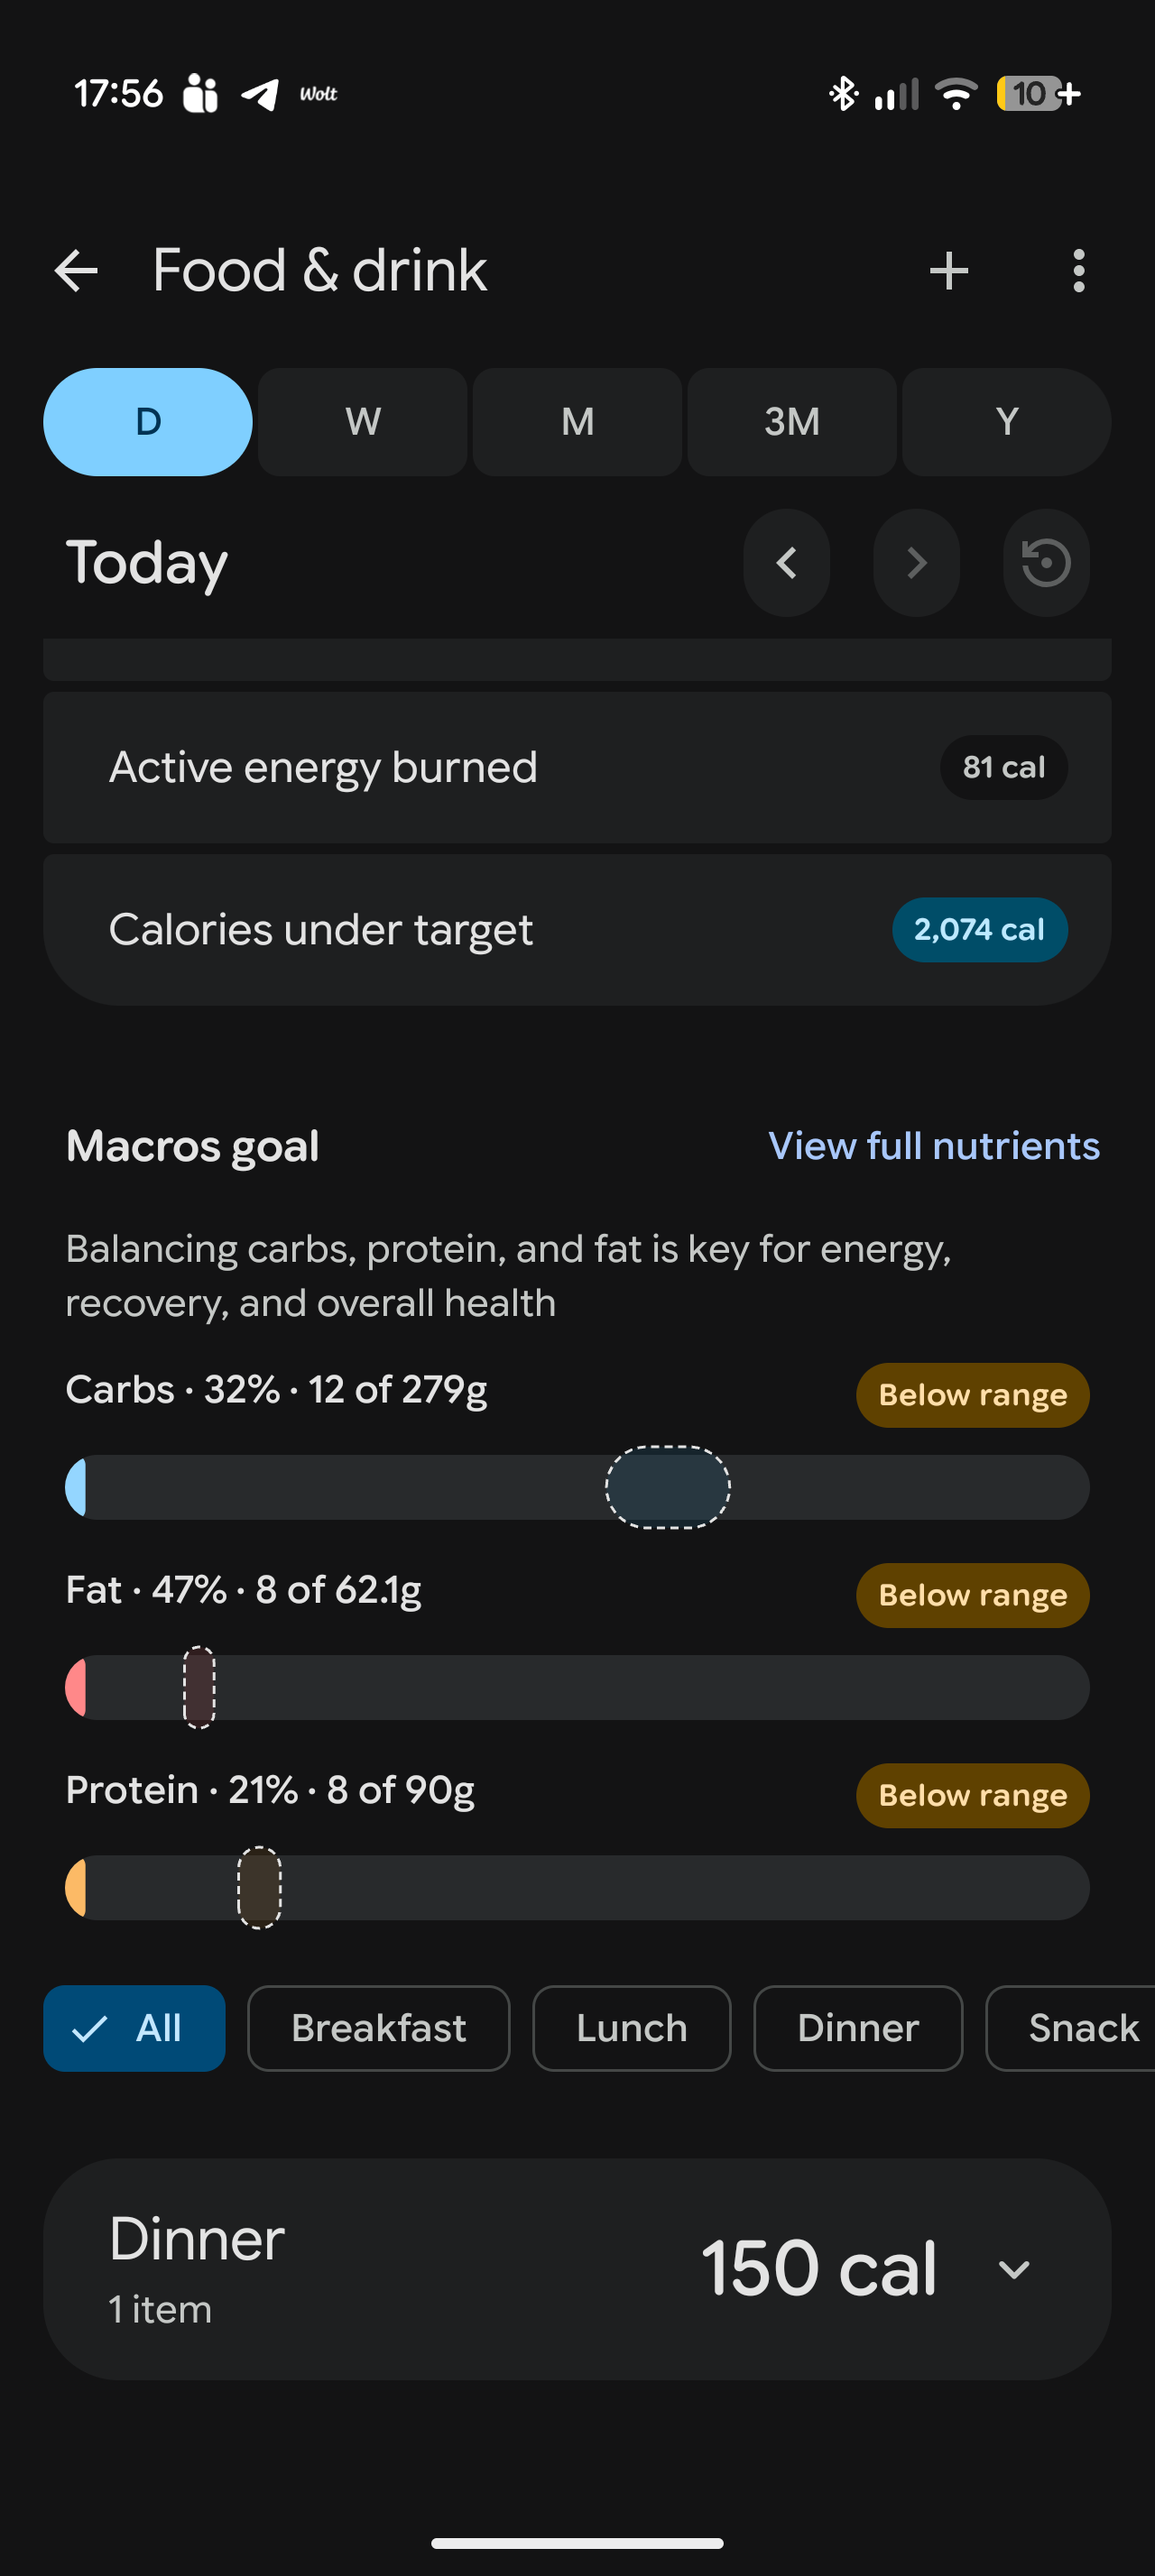 17:56 Wolt 10
Food & drink
D W M 3M Y
Today
Active energy burned 81 cal
Calories under target 2,074 cal
Macros goal View full nutrients
Balancing carbs, protein, and fat is key for energy,
recovery, and overall health
Carbs · 32% · 12 of 279g Below range
Fat · 47% · 8 of 62.1g Below range
Protein · 21% · 8 of 90g Below range
All Breakfast Lunch Dinner Snack
Dinner
150 cal
1 item